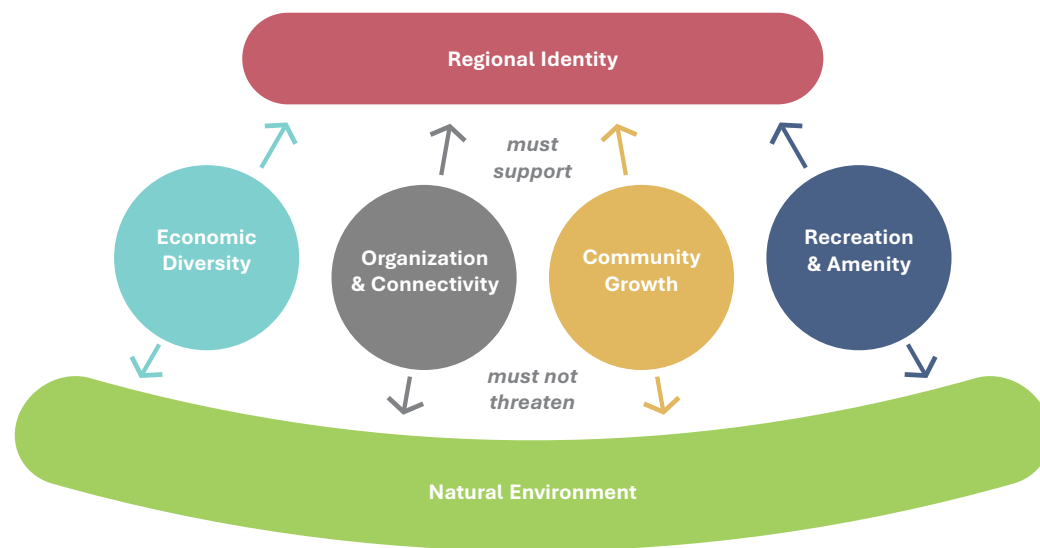 Regional Identity
must
support
Economic
Diversity
Organization
& Connectivity
Community
Growth
Recreation
& Amenity
must not
threaten
Natural Environment